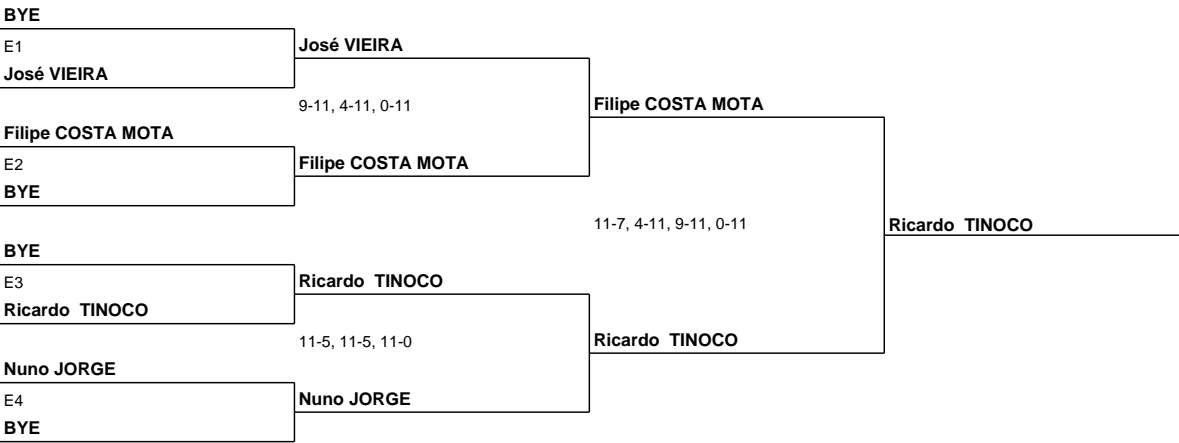 BYE
E1
José VIEIRA
José VIEIRA
9-11, 4-11, 0-11
Filipe COSTA MOTA
Filipe COSTA MOTA
E2
Filipe COSTA MOTA
BYE
11-7, 4-11, 9-11, 0-11
Ricardo TINOCO
BYE
E3
Ricardo TINOCO
Ricardo TINOCO
11-5, 11-5, 11-0
Ricardo TINOCO
Nuno JORGE
E4
Nuno JORGE
BYE